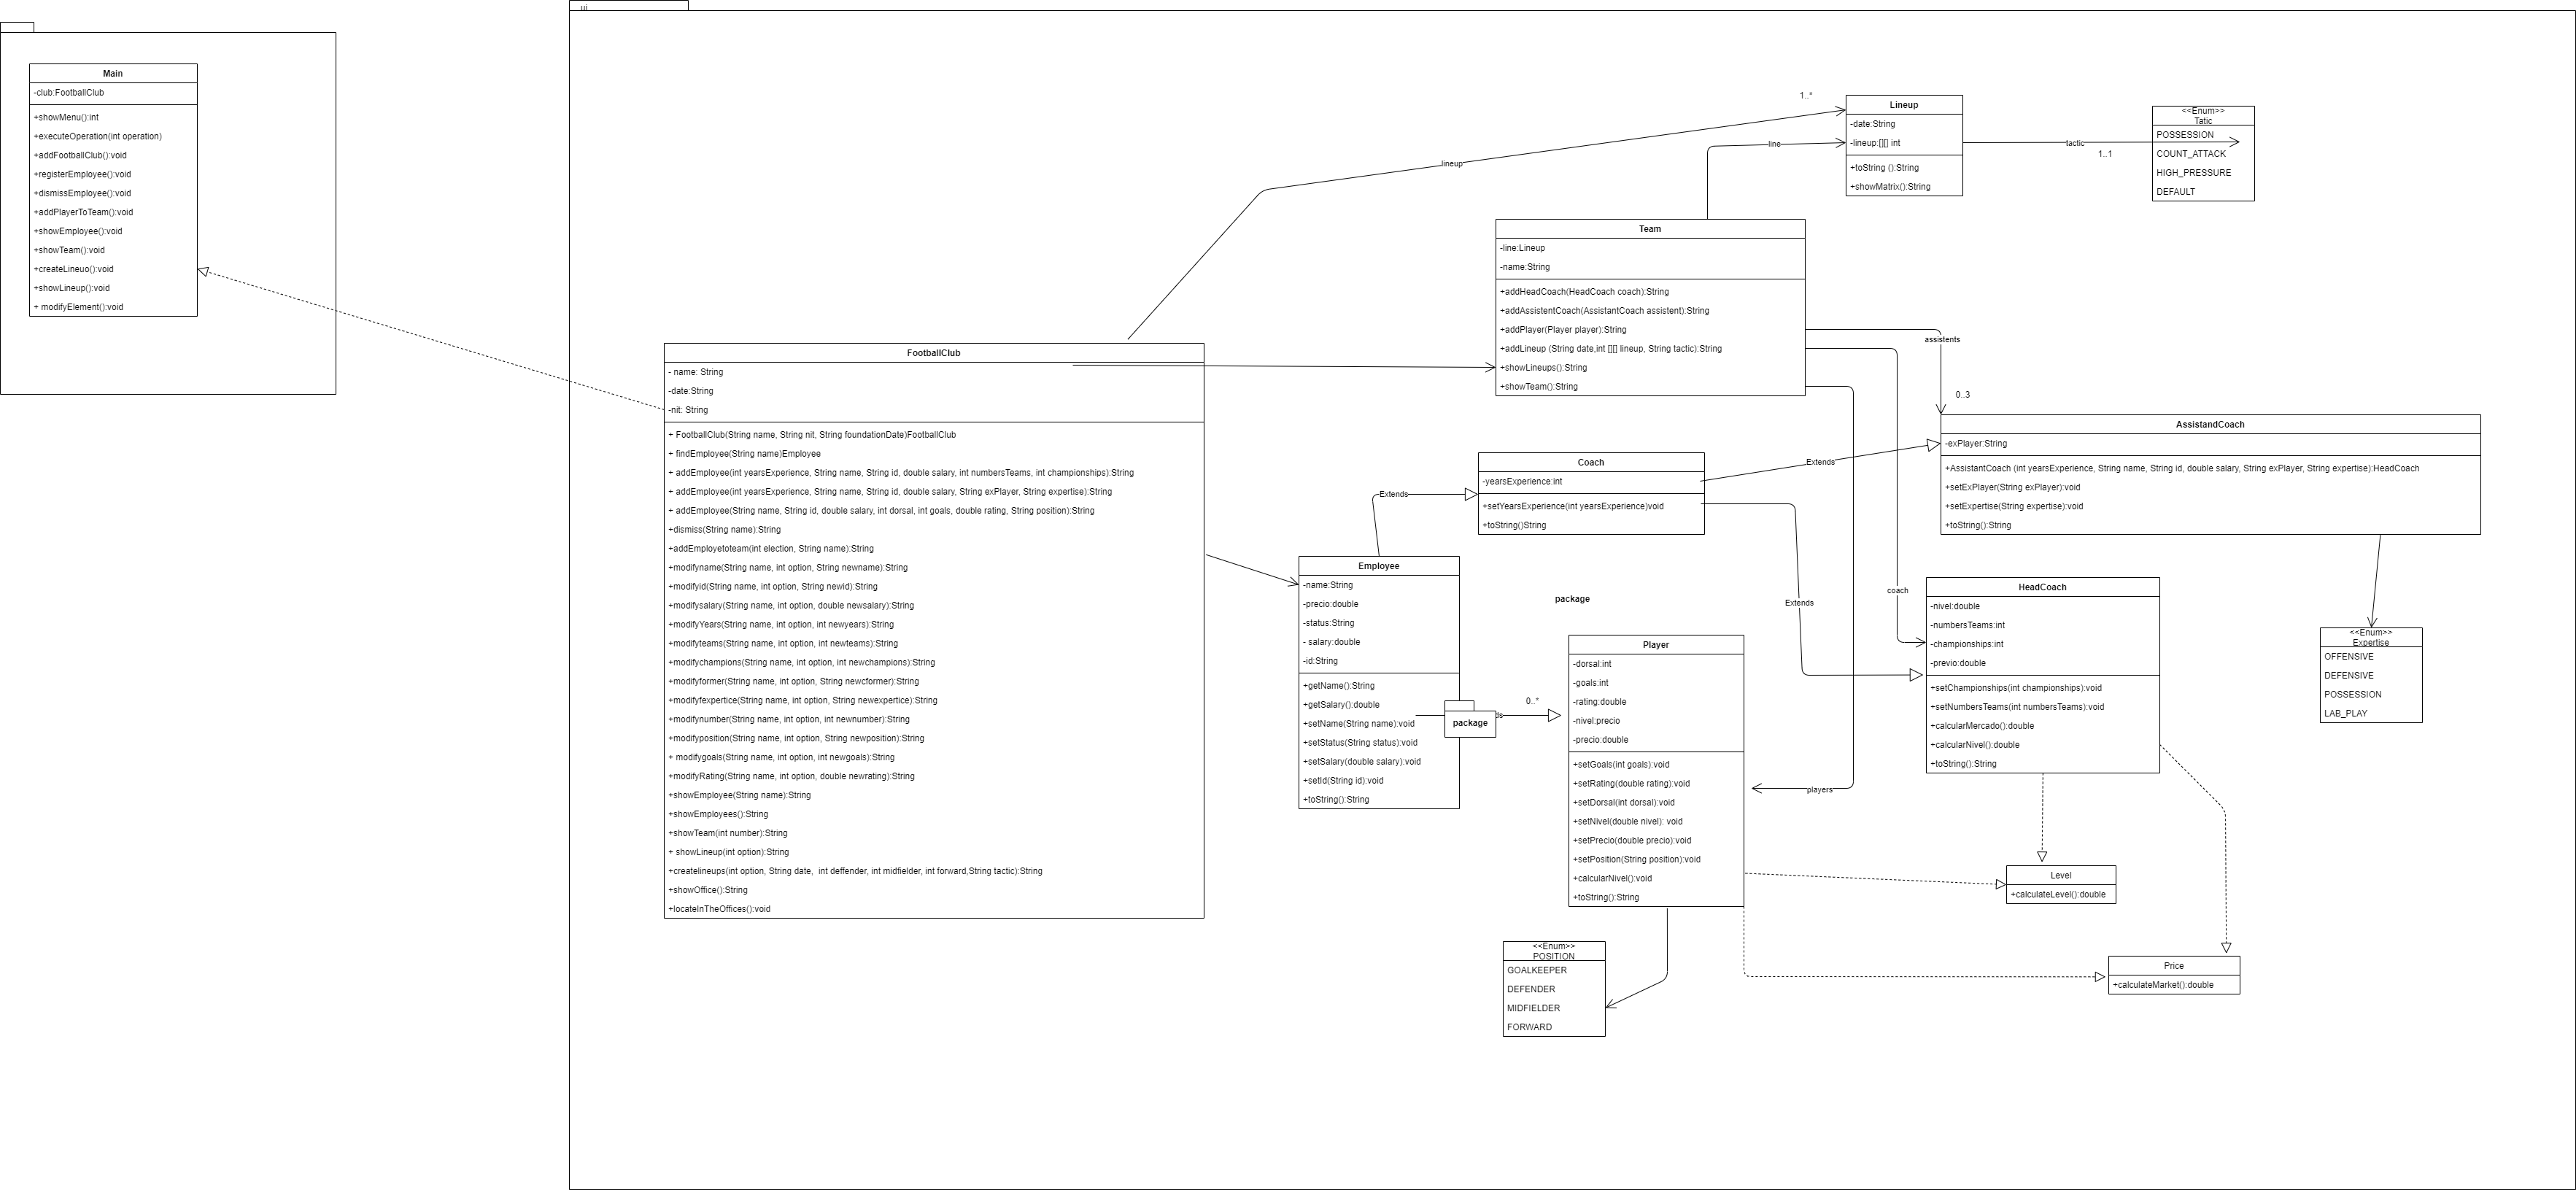 ui
Main
-club:FootballClub
+showMenu():int
+executeOperation(int operation)
+addFootballClub():void
+registerEmployee():void
+dismissEmployee():void
+addPlayerToTeam():void
+showEmployee():void
+showTeam():void
+createLineuo():void
+showLineup():void
+ modifyElement():void
FootballClub
- name: String
-date:String
-nit: String
+ FootballClub(String name, String nit, String foundationDate)FootballClub
+ findEmployee(String name)Employee
+ addEmployee(int yearsExperience, String name, String id, double salary, int numbersTeams, int championships):String
+ addEmployee(int yearsExperience, String name, String id, double salary, String exPlayer, String expertise):String
+ addEmployee(String name, String id, double salary, int dorsal, int goals, double rating, String position):String
+dismiss(String name):String
+addEmployetoteam(int election, String name):String
+modifyname(String name, int option, String newname):String
+modifyid(String name, int option, String newid):String
+modifysalary(String name, int option, double newsalary):String
+modifyYears(String name, int option, int newyears):String
+modifyteams(String name, int option, int newteams):String
+modifychampions(String name, int option, int newchampions):String
+modifyformer(String name, int option, String newcformer):String
+modifyfexpertice(String name, int option, String newexpertice):String
+modifynumber(String name, int option, int newnumber):String
+modifyposition(String name, int option, String newposition):String
+ modifygoals(String name, int option, int newgoals):String
+modifyRating(String name, int option, double newrating):String
+showEmployee(String name):String
+showEmployees():String
+showTeam(int number):String
+ showLineup(int option):String
+createlineups(int option, String date,  int deffender, int midfielder, int forward,String tactic):String
+showOffice():String
+locateInTheOffices():void
lineup
1..*
Lineup
-date:String
-lineup:[][] int
+toString ():String
+showMatrix():String
line
tactic
1..1
<<Enum>>
Tatic
POSSESSION
COUNT_ATTACK
HIGH_PRESSURE
DEFAULT
Team
-line:Lineup
-name:String
+addHeadCoach(HeadCoach coach):String
+addAssistentCoach(AssistantCoach assistent):String
+addPlayer(Player player):String
+addLineup (String date,int [][] lineup, String tactic):String
+showLineups():String
+showTeam():String
assistents
0..3
AssistandCoach
-exPlayer:String
+AssistantCoach (int yearsExperience, String name, String id, double salary, String exPlayer, String expertise):HeadCoach
+setExPlayer(String exPlayer):void
+setExpertise(String expertise):void
+toString():String
Coach
-yearsExperience:int
+setYearsExperience(int yearsExperience)void
+toString()String
Extends
Extends
Extends
coach
Employee
-name:String
-precio:double
-status:String
- salary:double
-id:String
+getName():String
+getSalary():double
+setName(String name):void
+setStatus(String status):void
+setSalary(double salary):void
+setId(String id):void
+toString():String
package
package
0..*
Player
-dorsal:int
-goals:int
-rating:double
-nivel:precio
-precio:double
+setGoals(int goals):void
+setRating(double rating):void
+setDorsal(int dorsal):void
+setNivel(double nivel): void
+setPrecio(double precio):void
+setPosition(String position):void
+calcularNivel():void
+toString():String
players
HeadCoach
-nivel:double
-numbersTeams:int
-championships:int
-previo:double
+setChampionships(int championships):void
+setNumbersTeams(int numbersTeams):void
+calcularMercado():double
+calcularNivel():double
+toString():String
<<Enum>>
Expertise
OFFENSIVE
DEFENSIVE
POSSESSION
LAB_PLAY
Level
+calculateLevel():double
Price
+calculateMarket():double
<<Enum>>
POSITION
GOALKEEPER
DEFENDER
MIDFIELDER
FORWARD